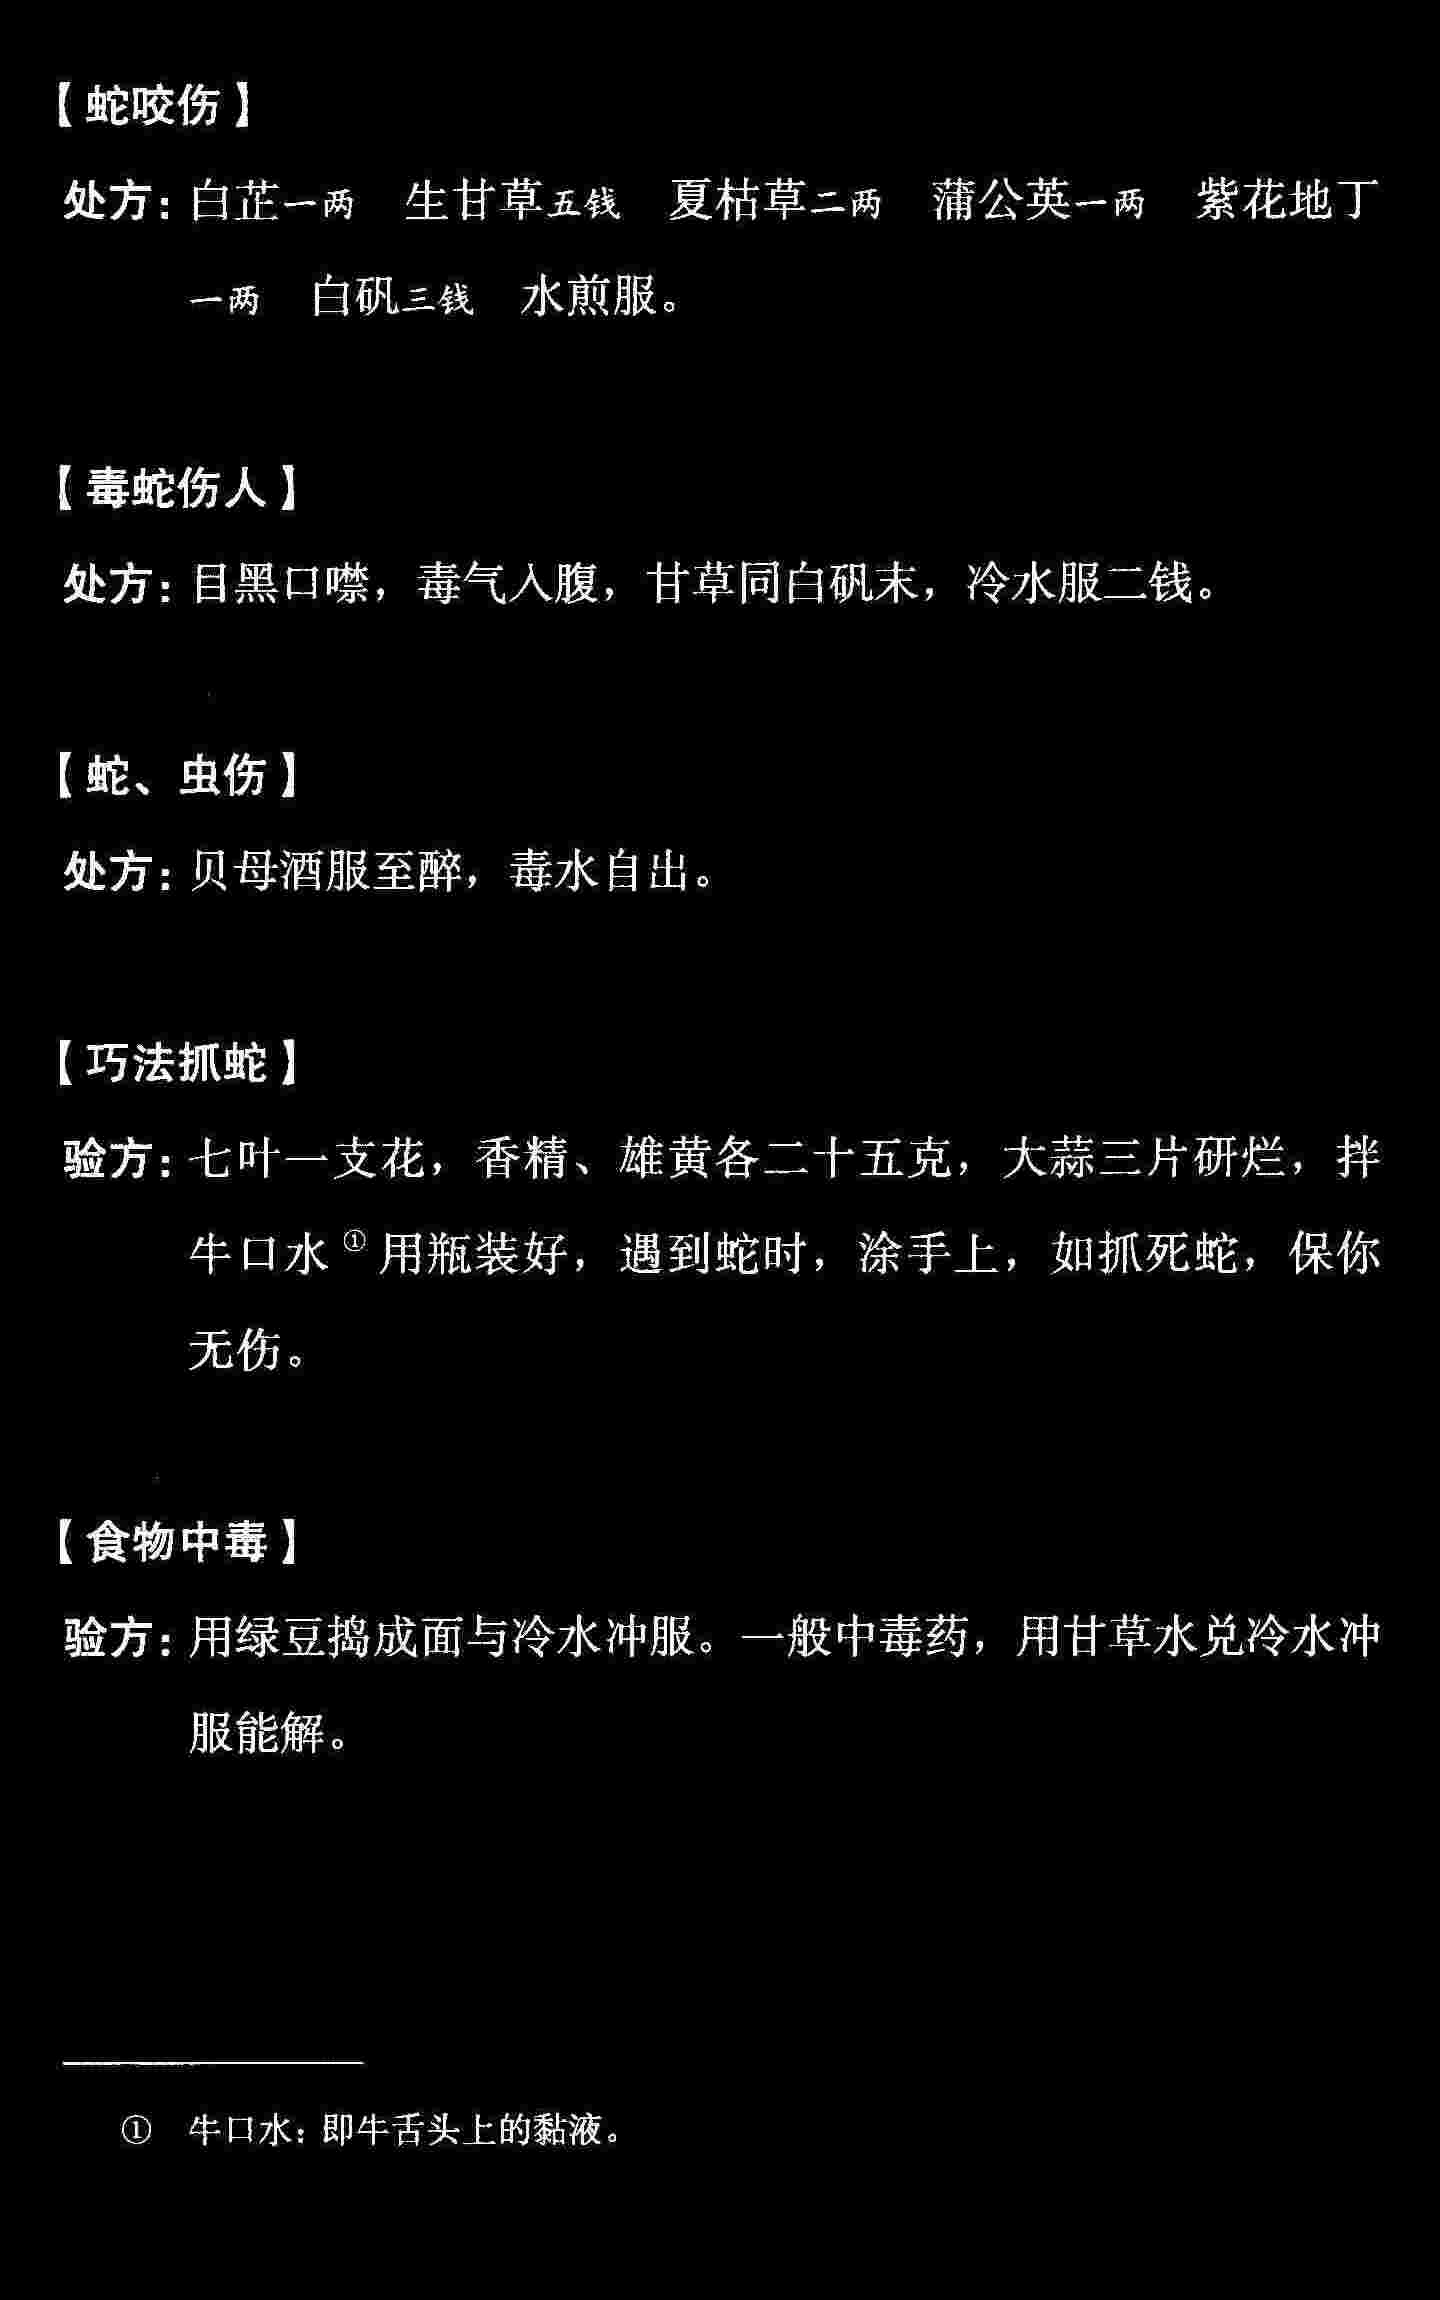 【蛇咬伤】
处方：白芷一两　生甘草五钱　夏枯草二两　蒲公英一两　紫花地丁
一两　白矾三钱　水煎服。
【毒蛇伤人】
处方：目黑口噤，毒气入腹，甘草同白矾末，冷水服二钱。
【蛇、虫伤】
处方：贝母酒服至醉，毒水自出。
【巧法抓蛇】
验方：七叶一支花，香精、雄黄各二十五克，大蒜三片研烂，拌
牛口水①用瓶装好，遇到蛇时，涂手上，如抓死蛇，保你
无伤。
【食物中毒】
验方：用绿豆捣成面与冷水冲服。一般中毒药，用甘草水兑冷水冲
服能解。
①　牛口水：即牛舌头上的黏液。